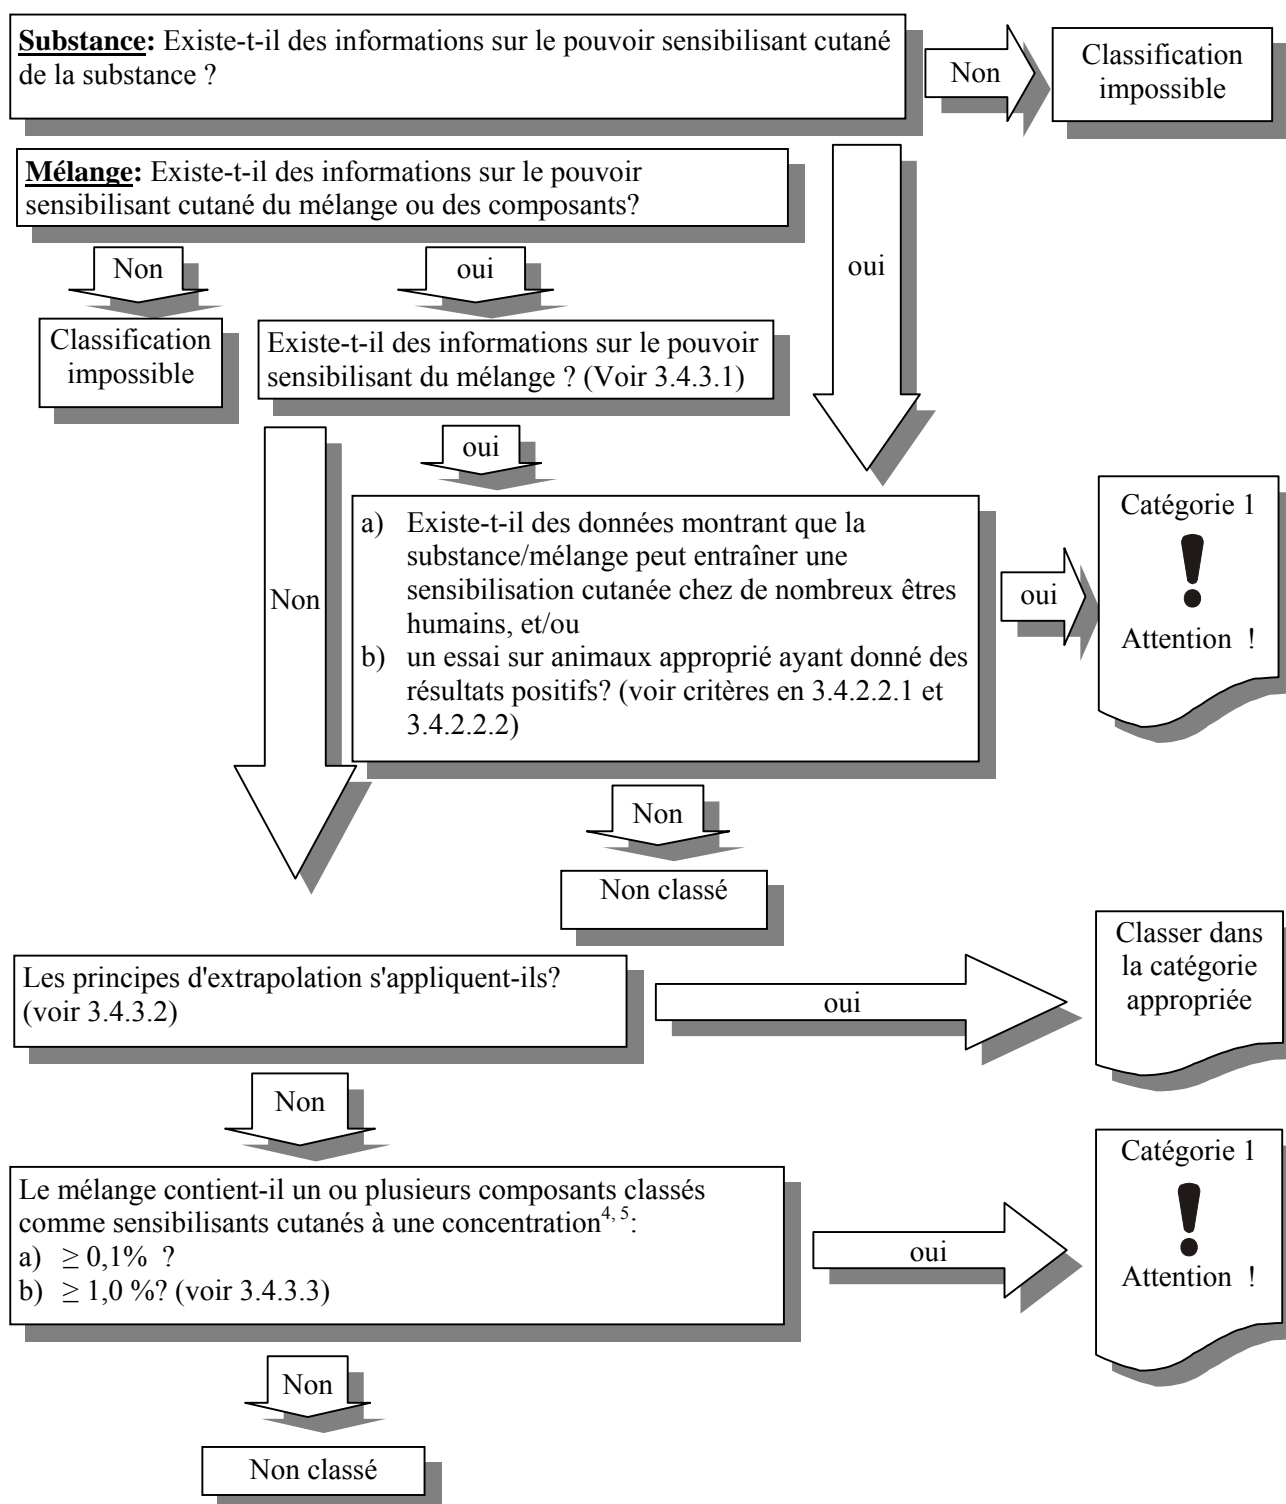 Substance: Existe-t-il des informations sur le pouvoir sensibilisant cutané
de la substance ?
Non
Classification
impossible
Mélange: Existe-t-il des informations sur le pouvoir
sensibilisant cutané du mélange ou des composants?
Non
oui
oui
Classification
impossible
Existe-t-il des informations sur le pouvoir
sensibilisant du mélange ? (Voir 3.4.3.1)
oui
Non
a) Existe-t-il des données montrant que la
substance/mélange peut entraîner une
sensibilisation cutanée chez de nombreux êtres
humains, et/ou
b) un essai sur animaux approprié ayant donné des
résultats positifs? (voir critères en 3.4.2.2.1 et
3.4.2.2.2)
oui
Catégorie 1
!
Attention !
Non
Non classé
Les principes d'extrapolation s'appliquent-ils?
(voir 3.4.3.2)
oui
Classer dans
la catégorie
appropriée
Non
Le mélange contient-il un ou plusieurs composants classés
comme sensibilisants cutanés à une concentration4, 5:
a) ≥ 0,1% ?
b) ≥ 1,0 %? (voir 3.4.3.3)
oui
Catégorie 1
!
Attention !
Non
Non classé